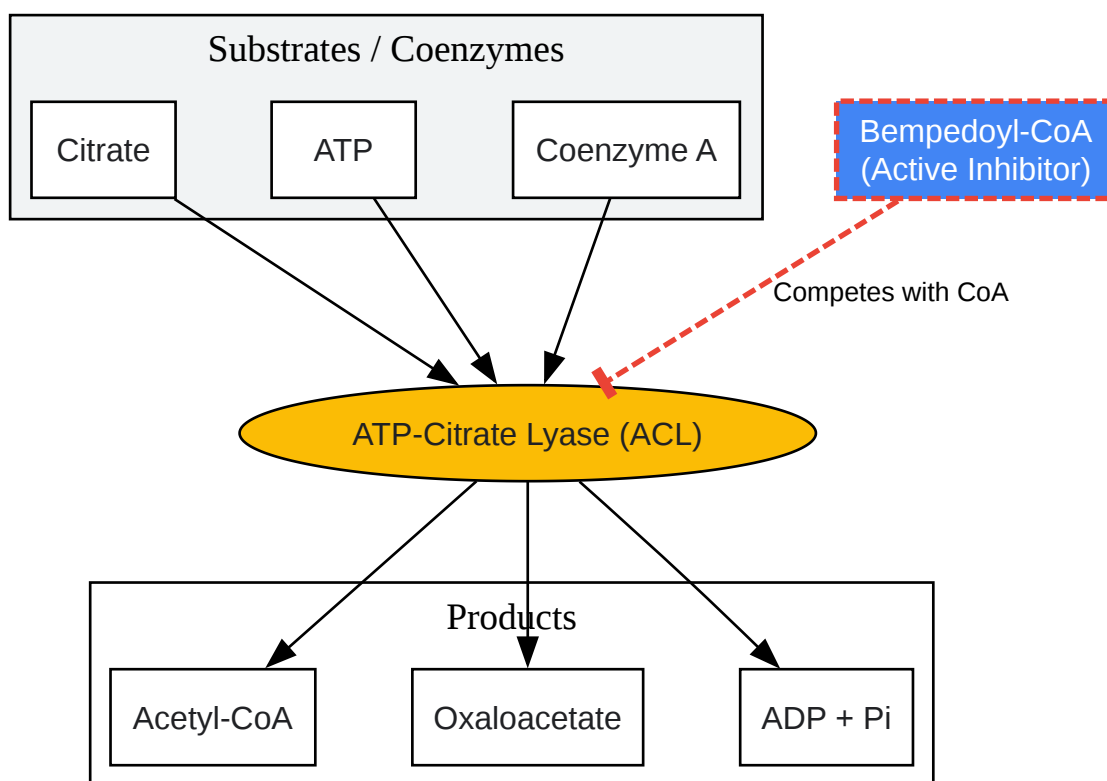 Substrates / Coenzymes
Citrate
ATP
Coenzyme A
Bempedoyl-CoA
(Active Inhibitor)
Competes with CoA
ATP-Citrate Lyase (ACL)
Products
Acetyl-CoA
Oxaloacetate
ADP + Pi